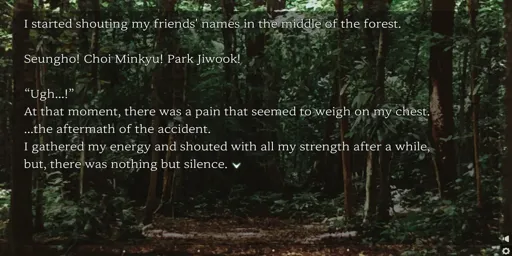 I started shouting my friends' names in the middle of the forest.
Seungho! Choi Minkyu! Park Jiwook!
“Ugh...!”
At that moment, there was a pain that seemed to weigh on my chest.
...the aftermath of the accident.
I gathered my energy and shouted with all my strength after a while,
but, there was nothing but silence.